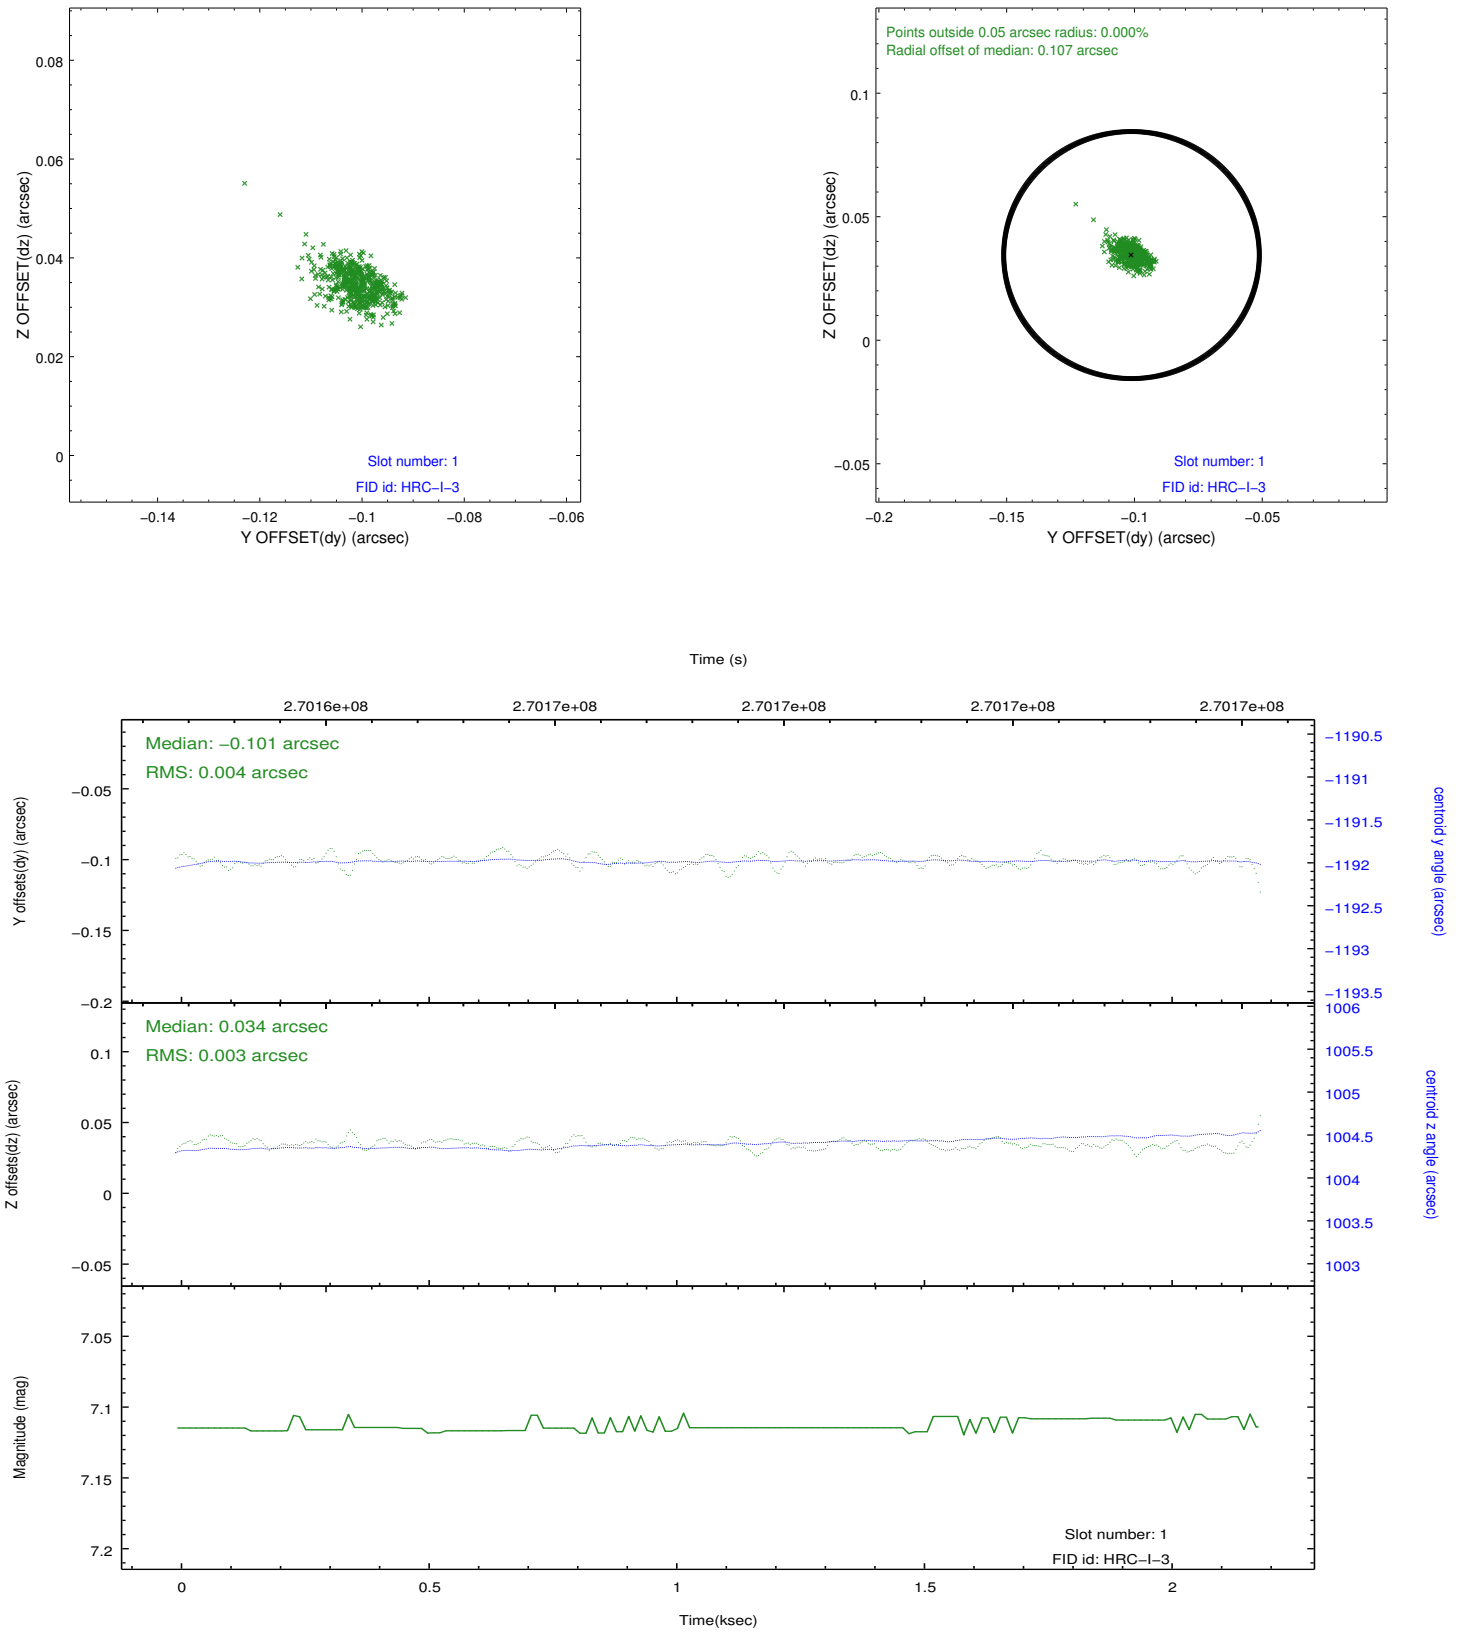 0.08
0.06
0.04
0.02
0
Z OFFSET(dz) (arcsec)
Slot number: 1
FID id: HRC−I−3
−0.14 −0.12 −0.1 −0.08 −0.06
Y OFFSET(dy) (arcsec)
Points outside 0.05 arcsec radius: 0.000%
Radial offset of median: 0.107 arcsec
0.1
0.05
0
−0.05
Z OFFSET(dz) (arcsec)
Slot number: 1
FID id: HRC−I−3
−0.2 −0.15 −0.1 −0.05
Y OFFSET(dy) (arcsec)
Time (s)
2.7016e+08 2.7017e+08 2.7017e+08 2.7017e+08 2.7017e+08
Median: −0.101 arcsec
RMS: 0.004 arcsec
−0.05
−0.1
−0.15
−0.2
Y offsets(dy) (arcsec)
−1190.5
−1191
−1191.5
−1192
−1192.5
−1193
−1193.5
centroid y angle (arcsec)
Median: 0.034 arcsec
RMS: 0.003 arcsec
0.1
0.05
0
−0.05
Z offsets(dz) (arcsec)
1006
1005.5
1005
1004.5
1004
1003.5
1003
centroid z angle (arcsec)
7.05
7.1
7.15
7.2
Magnitude (mag)
Slot number: 1
FID id: HRC−I−3
0 0.5 1 1.5 2
Time(ksec)